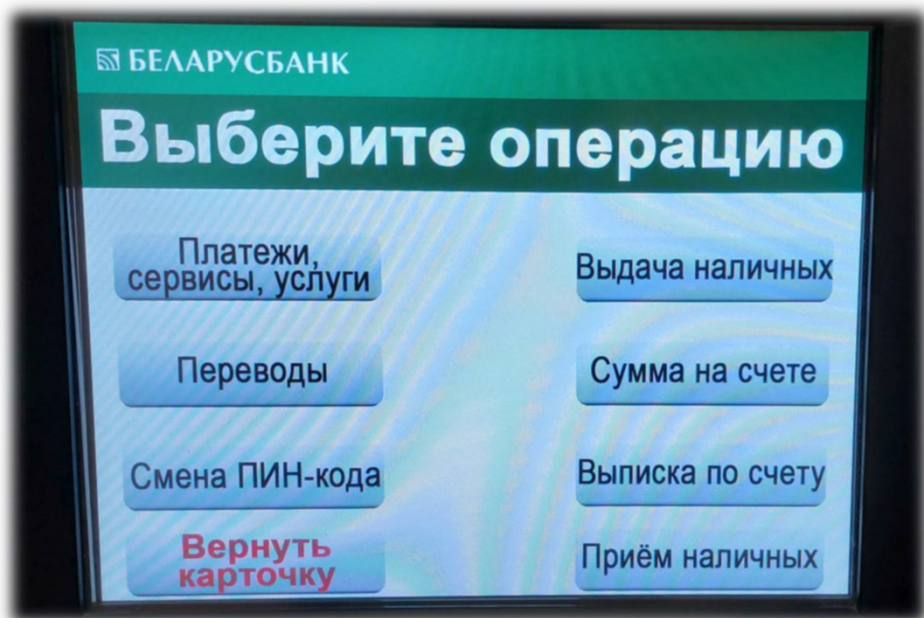 БЕЛАРУСБАНК
Выберите операцию
Платежи,
сервисы, услуги
Выдача наличных
Переводы
Сумма на счете
Смена ПИН-кода
Выписка по счету
Вернуть
карточку
Приём наличных